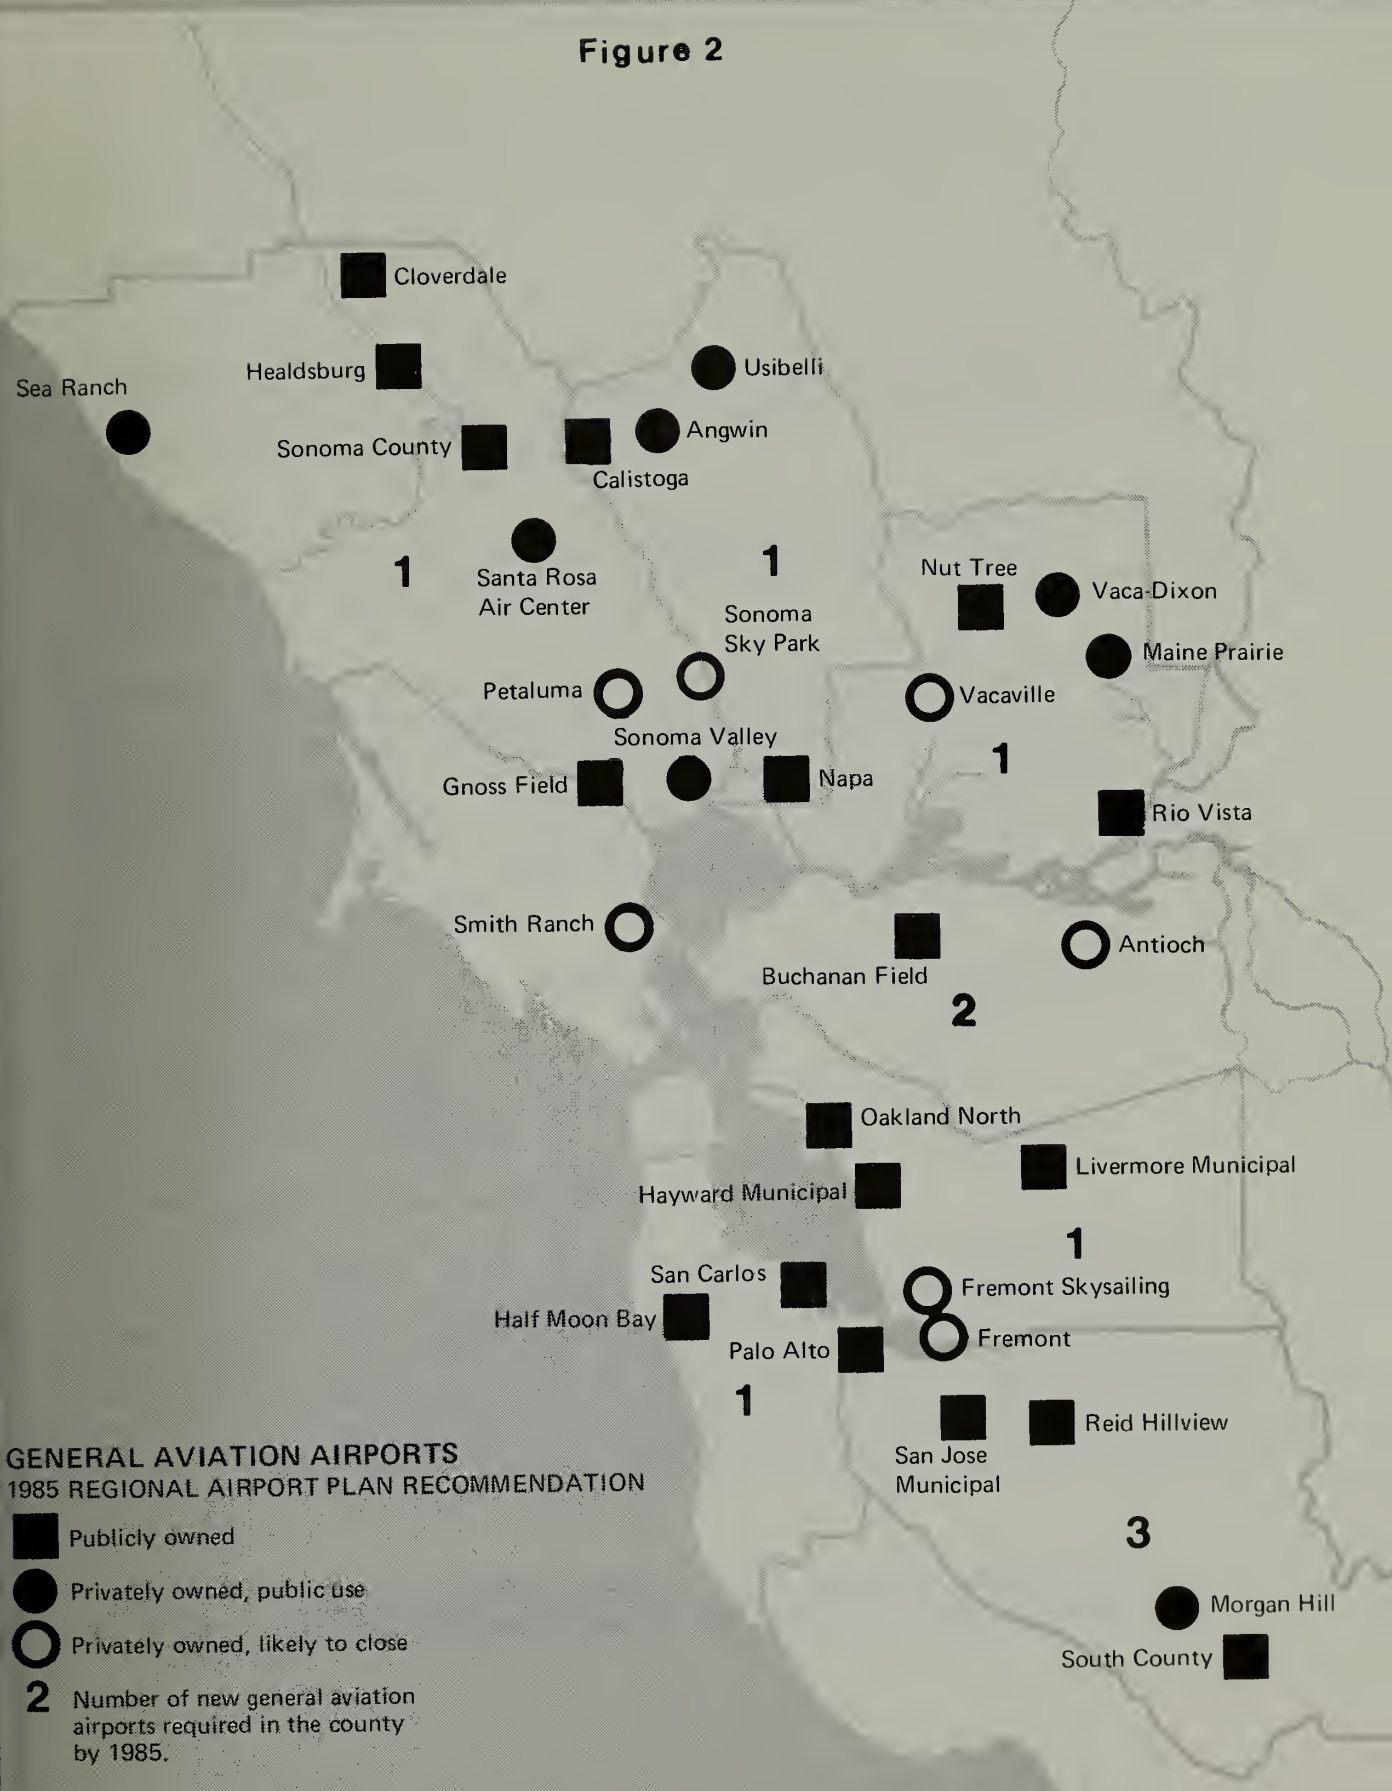 Figure 2
Cloverdale
Healdsburg
Usibelli
Sea Ranch
Angwin
Sonoma County
Calistoga
1
1
Nut Tree
Vaca-Dixon
Santa Rosa
Air Center
Sonoma
Sky Park
Maine Prairie
Petaluma
Vacaville
Sonoma Valley
1
Gnoss Field
Napa
Rio Vista
Smith Ranch
Antioch
Buchanan Field
2
Oakland North
Livermore Municipal
Hayward Municipal
1
San Carlos
Fremont Skysailing
Half Moon Bay
Fremont
Palo Alto
1
Reid Hillview
San Jose
Municipal
3
Morgan Hill
South County
GENERAL AVIATION AIRPORTS
1985 REGIONAL AIRPORT PLAN RECOMMENDATION
Publicly owned
Privately owned, public use
Privately owned, likely to close
2 Number of new general aviation
airports required in the county
by 1985.